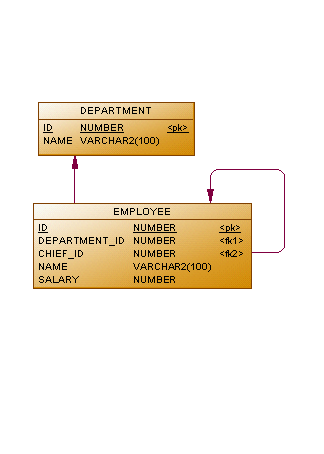 DEPARTMENT
ID NUMBER <pk>
NAME VARCHAR2(100)
EMPLOYEE
ID NUMBER <pk>
DEPARTMENT_ID NUMBER <fk1>
CHIEF_ID NUMBER <fk2>
NAME VARCHAR2(100)
SALARY NUMBER